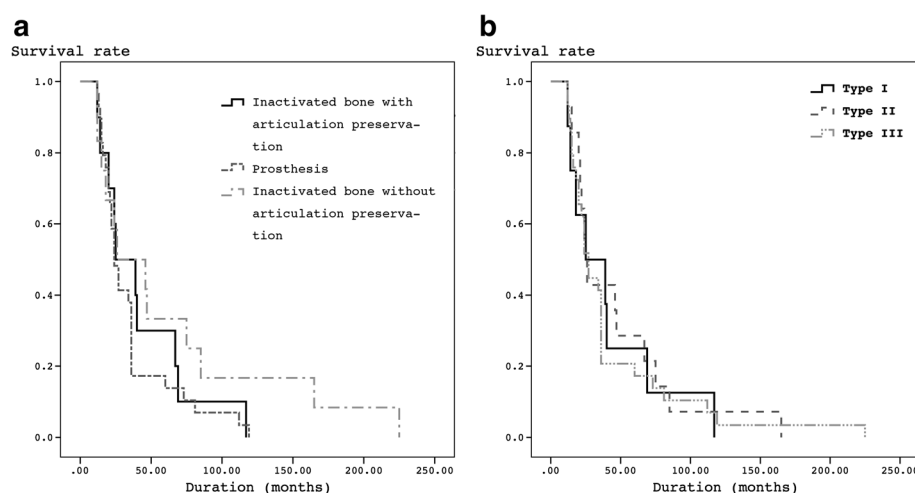 a
Survival rate
1.0
0.8
0.6
0.4
0.2
0.0
.00 50.00 100.00 150.00 200.00 250.00
Duration (months)
Inactivated bone with
articulation preserva-
tion
Prosthesis
Inactivated bone without
articulation preserva-
tion
b
Survival rate
1.0
0.8
0.6
0.4
0.2
0.0
.00 50.00 100.00 150.00 200.00 250.00
Duration (months)
Type I
Type II
Type III